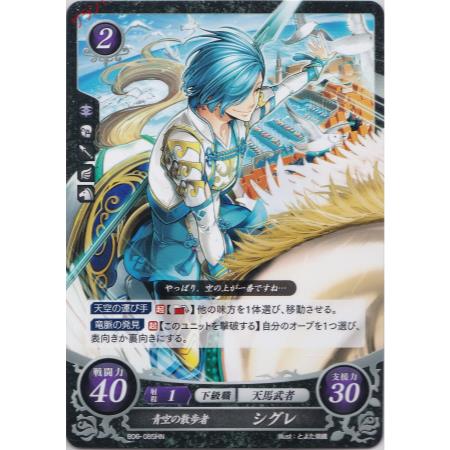 2
やっぱり、空の上が一番ですね…
天空の運び手 起【】他の味方を1体選び、移動させる。
竜脈の発見 起【このユニットを撃破する】自分のオーブを1つ選び、
表向きか裏向きにする。
戦闘力 40
射程 1
下級職
天馬武者
支援力 30
青空の散歩者 シグレ
B06-085HN